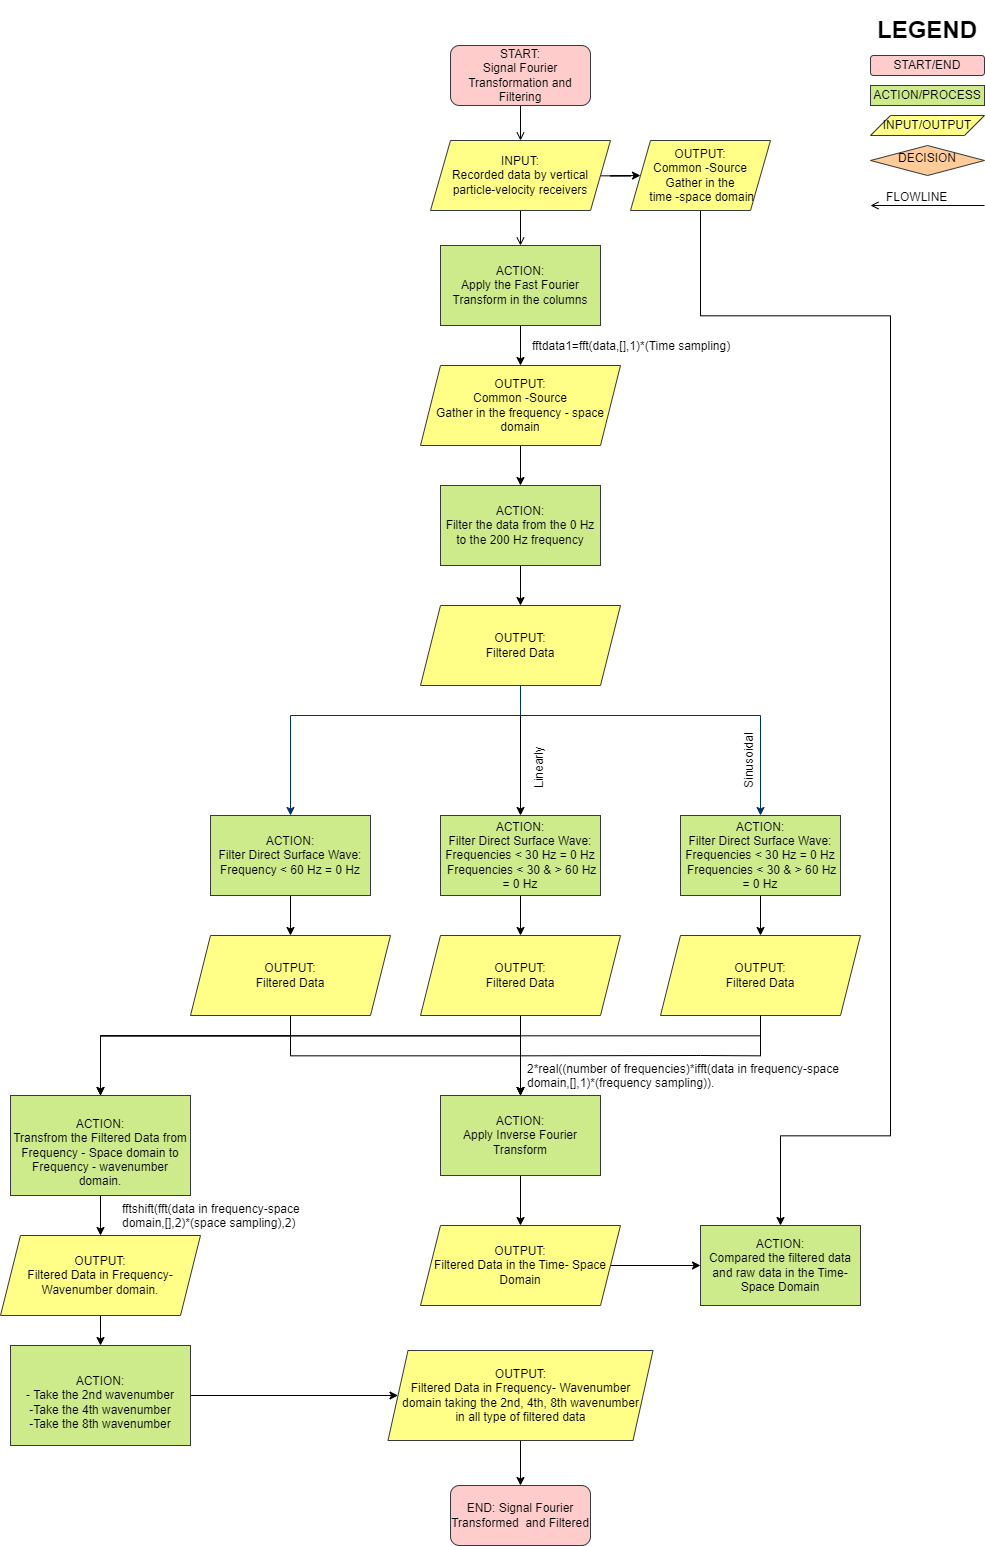 LEGEND
START/END
ACTION/PROCESS
INPUT/OUTPUT
DECISION
FLOWLINE
START:
Signal Fourier
Transformation and
Filtering
INPUT:
Recorded data by vertical
particle-velocity receivers
OUTPUT:
Common -Source
Gather in the
time -space domain
ACTION:
Apply the Fast Fourier
Transform in the columns
fftdata1=fft(data,[],1)*(Time sampling)
OUTPUT:
Common -Source
Gather in the frequency - space
domain
ACTION:
Filter the data from the 0 Hz
to the 200 Hz frequency
OUTPUT:
Filtered Data
Linearly
Sinusoidal
ACTION:
Filter Direct Surface Wave:
Frequency < 60 Hz = 0 Hz
ACTION:
Filter Direct Surface Wave:
Frequencies < 30 Hz = 0 Hz
Frequencies < 30 & > 60 Hz
= 0 Hz
ACTION:
Filter Direct Surface Wave:
Frequencies < 30 Hz = 0 Hz
Frequencies < 30 & > 60 Hz
= 0 Hz
OUTPUT:
Filtered Data
OUTPUT:
Filtered Data
OUTPUT:
Filtered Data
2*real((number of frequencies)*ifft(data in frequency-space
domain,[],1)*(frequency sampling)).
ACTION:
Transfrom the Filtered Data from
Frequency - Space domain to
Frequency - wavenumber
domain.
ACTION:
Apply Inverse Fourier
Transform
fftshift(fft(data in frequency-space
domain,[],2)*(space sampling),2)
OUTPUT:
Filtered Data in Frequency-
Wavenumber domain.
OUTPUT:
Filtered Data in the Time- Space
Domain
ACTION:
Compared the filtered data
and raw data in the Time-
Space Domain
ACTION:
- Take the 2nd wavenumber
-Take the 4th wavenumber
-Take the 8th wavenumber
OUTPUT:
Filtered Data in Frequency- Wavenumber
domain taking the 2nd, 4th, 8th wavenumber
in all type of filtered data
END: Signal Fourier
Transformed and Filtered